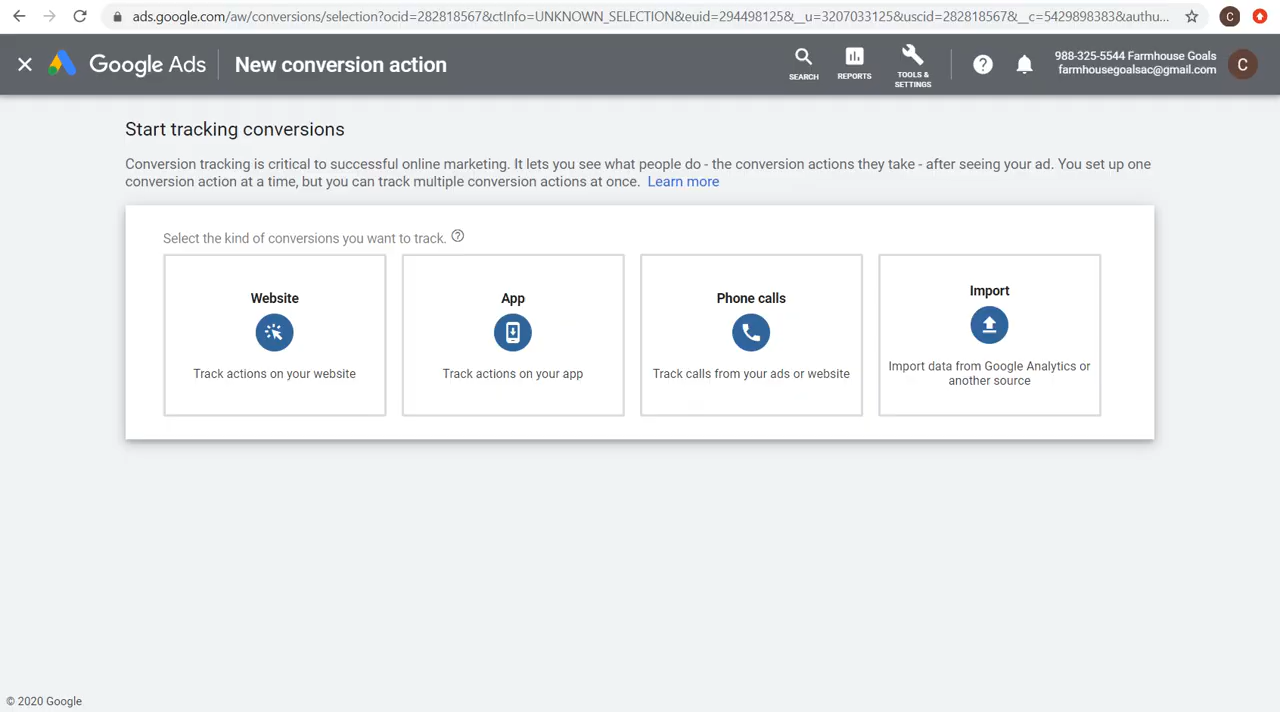 ads.google.com/aw/conversions/selection?ocid=282818567&ctInfo=UNKNOWN_SELECTION&euid=294498125&__u=3207033125&uscid=282818567&__c=5429898383&authu...
C
Google Ads
New conversion action
SEARCH
REPORTS
TOOLS &
SETTINGS
988-325-5544 Farmhouse Goals
farmhousegoalsac@gmail.com
C
Start tracking conversions
Conversion tracking is critical to successful online marketing. It lets you see what people do - the conversion actions they take - after seeing your ad. You set up one
conversion action at a time, but you can track multiple conversion actions at once. Learn more
Select the kind of conversions you want to track.
Website
Track actions on your website
App
Track actions on your app
Phone calls
Track calls from your ads or website
Import
Import data from Google Analytics or
another source
© 2020 Google